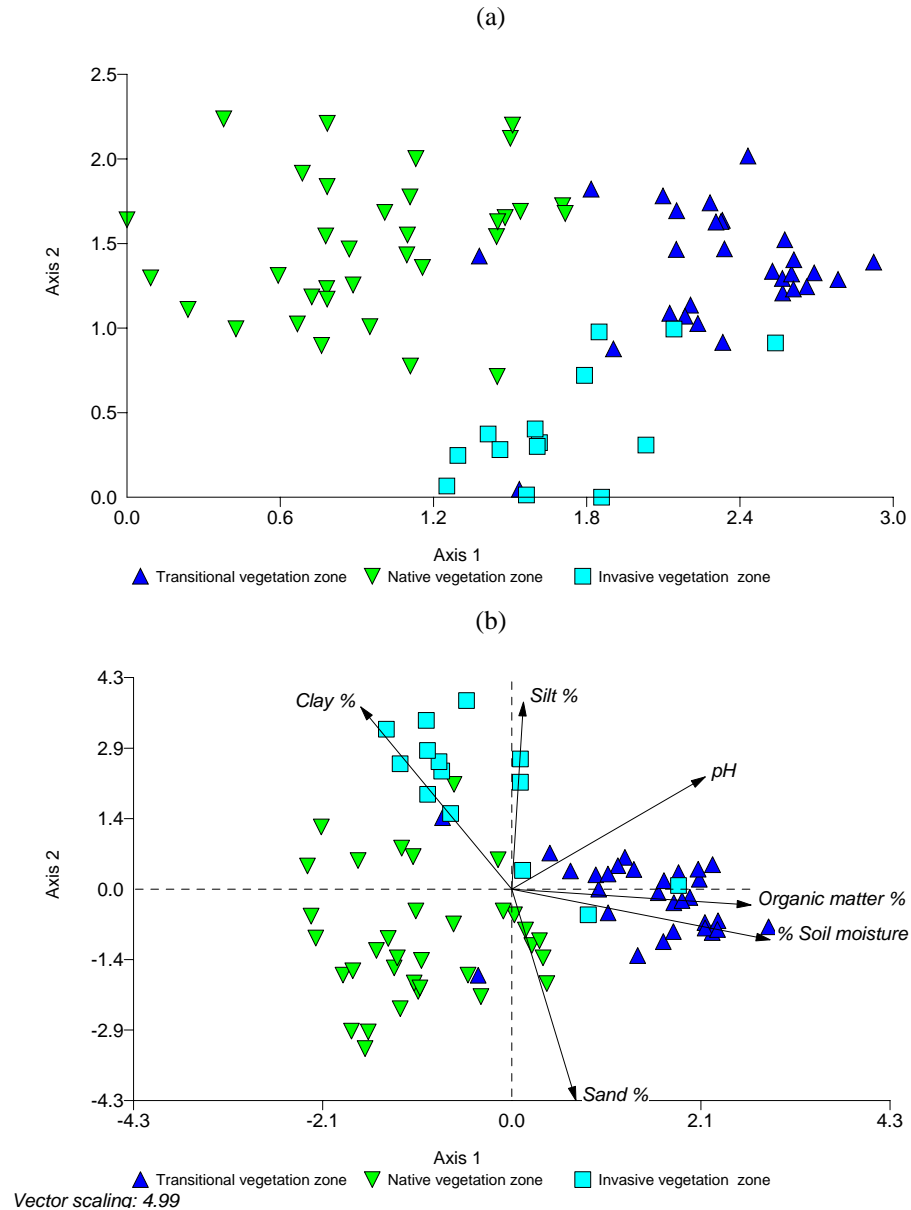 (a)
2.5
2.0
1.5
1.0
0.5
0.0
Axis 2
0.0 0.6 1.2 1.8 2.4 3.0
Axis 1
Transitional vegetation zone Native vegetation zone Invasive vegetation zone
(b)
4.3
2.9
1.4
0.0
-1.4
-2.9
-4.3
Axis 2
Clay %
Silt %
pH
Organic matter %
% Soil moisture
Sand %
-4.3 -2.1 0.0 2.1 4.3
Axis 1
Transitional vegetation zone Native vegetation zone Invasive vegetation zone
Vector scaling: 4.99